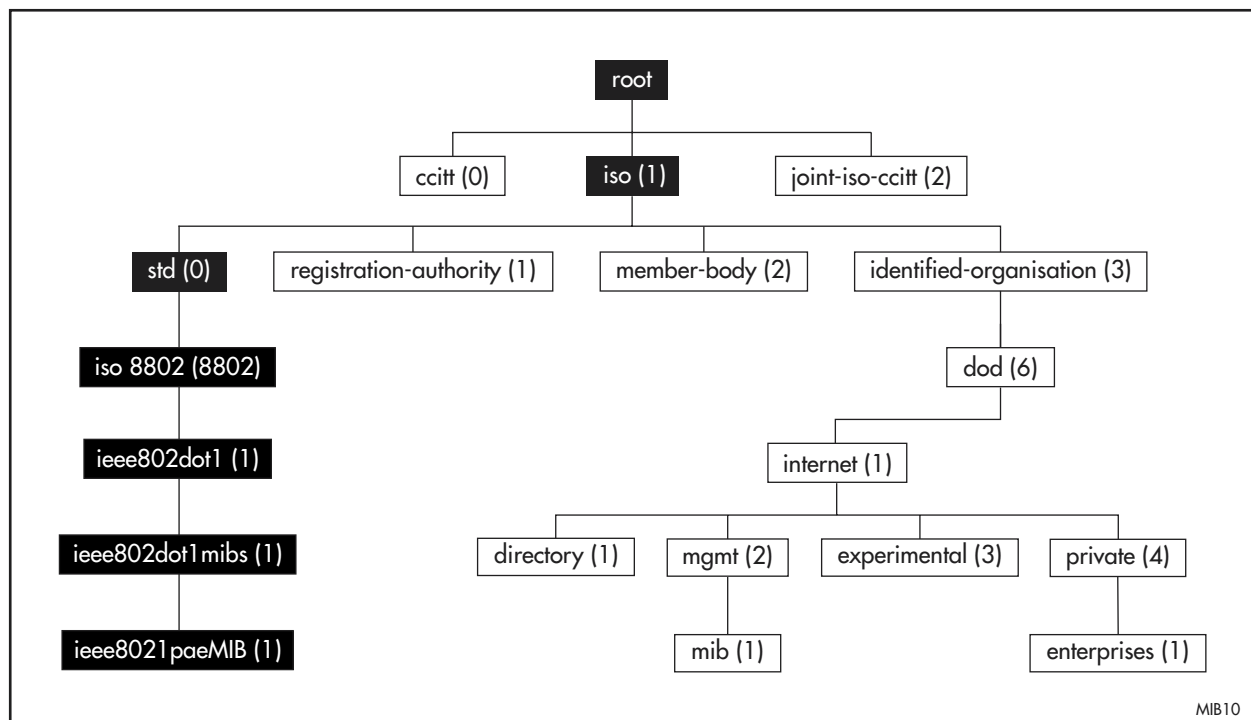 root
ccitt (0)
iso (1)
joint-iso-ccitt (2)
std (0)
registration-authority (1)
member-body (2)
identified-organisation (3)
iso 8802 (8802)
dod (6)
ieee802dot1 (1)
internet (1)
ieee802dot1mibs (1)
directory (1)
mgmt (2)
experimental (3)
private (4)
ieee8021paeMIB (1)
mib (1)
enterprises (1)
MIB10